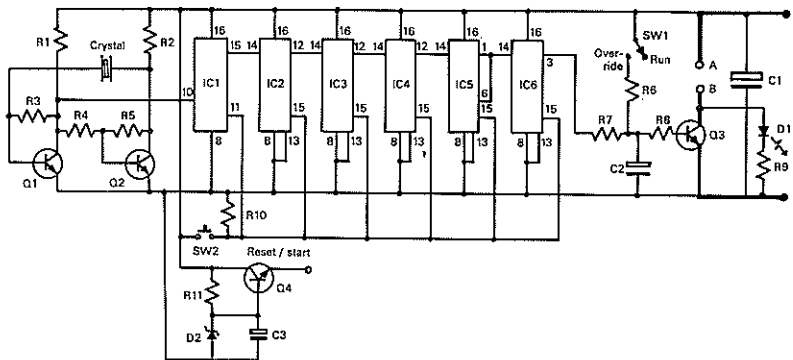 16 16 16 16 16 16
R1 Crystal R2 SW1
15 14 12 14 12 14 12 14 1 14 3
Over-ride Run A
IC1 IC2 IC3 IC4 IC5 IC6
B C1
R3 R4 R5 10 11 15 15 15 6 15 15 R6
R7 R8 Q3 D1
8 8 13 8 13 8 13 8 13 8 13
Q1 Q2 C2 R9
R10
SW2 Reset / start
R11 Q4
D2 C3